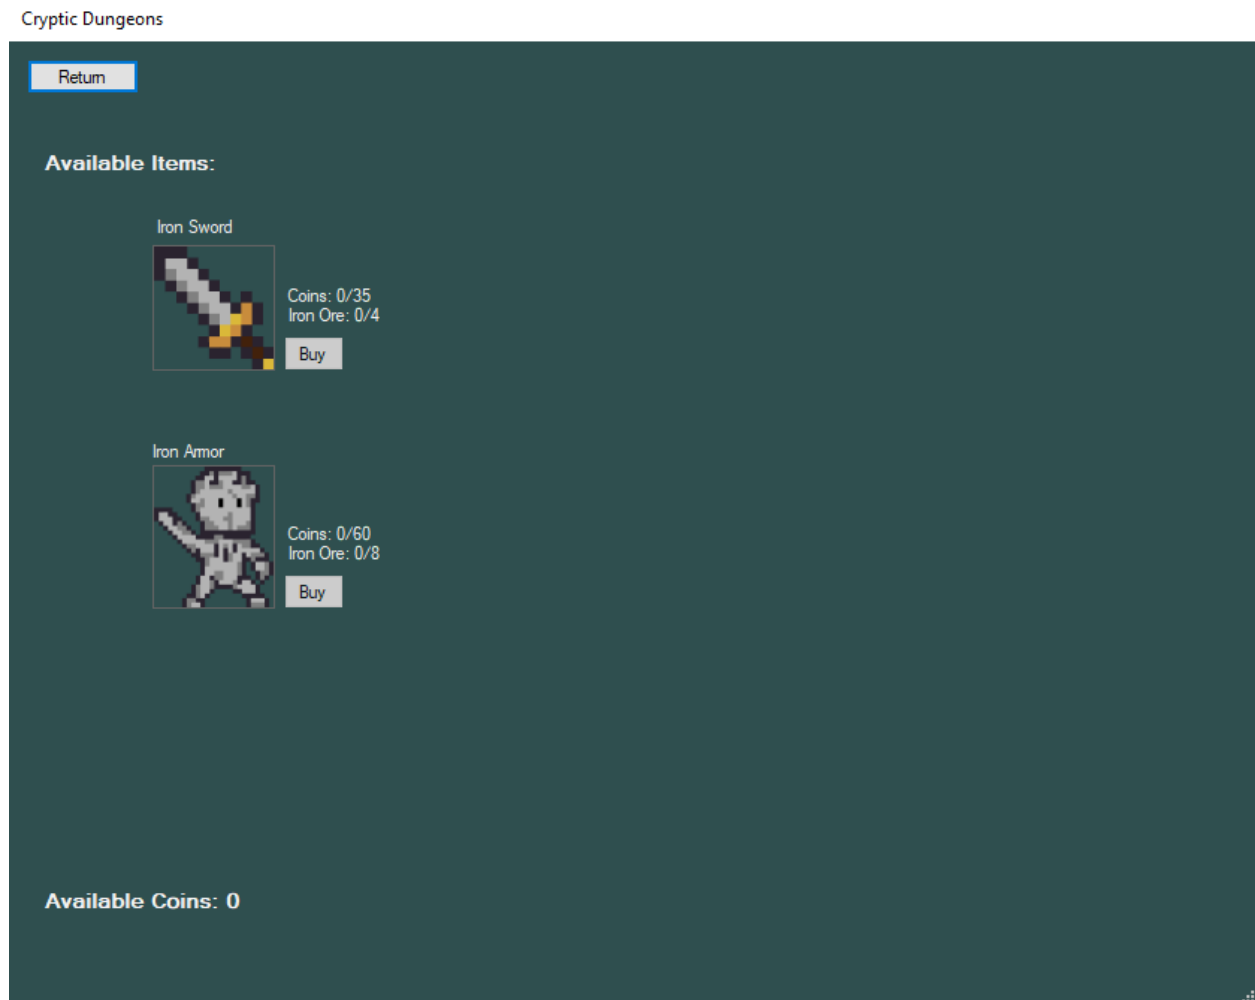 Cryptic Dungeons
Return
Available Items:
Iron Sword
Coins: 0/35
Iron Ore: 0/4
Buy
Iron Armor
Coins: 0/60
Iron Ore: 0/8
Buy
Available Coins: 0